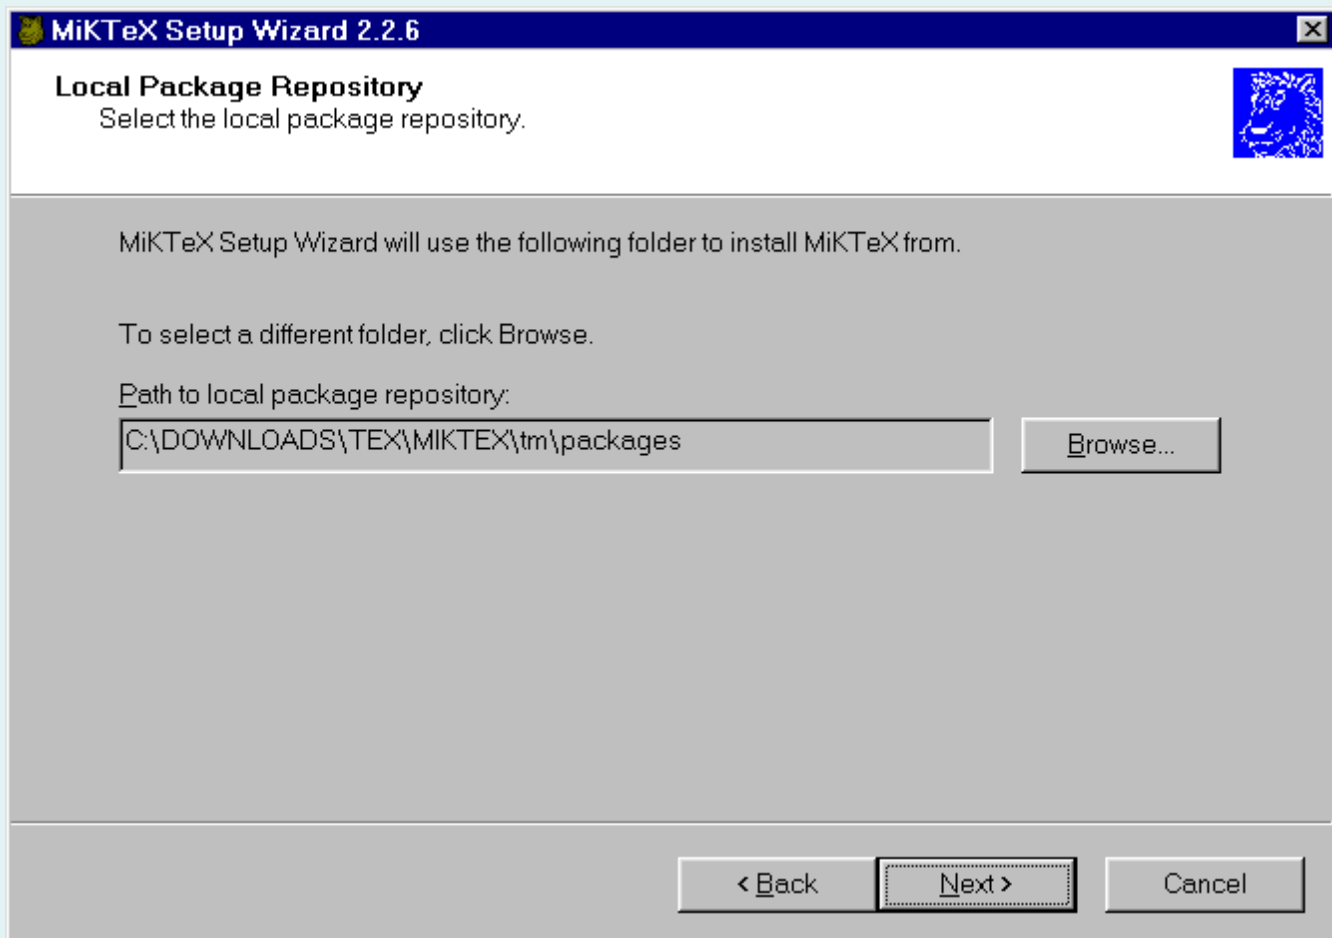 MiKTeX Setup Wizard 2.2.6
Local Package Repository
Select the local package repository.
MiKTeX Setup Wizard will use the following folder to install MiKTeX from.
To select a different folder, click Browse.
Path to local package repository:
C:\DOWNLOADS\TEX\MIKTEX\tm\packages
Browse...
< Back
Next >
Cancel